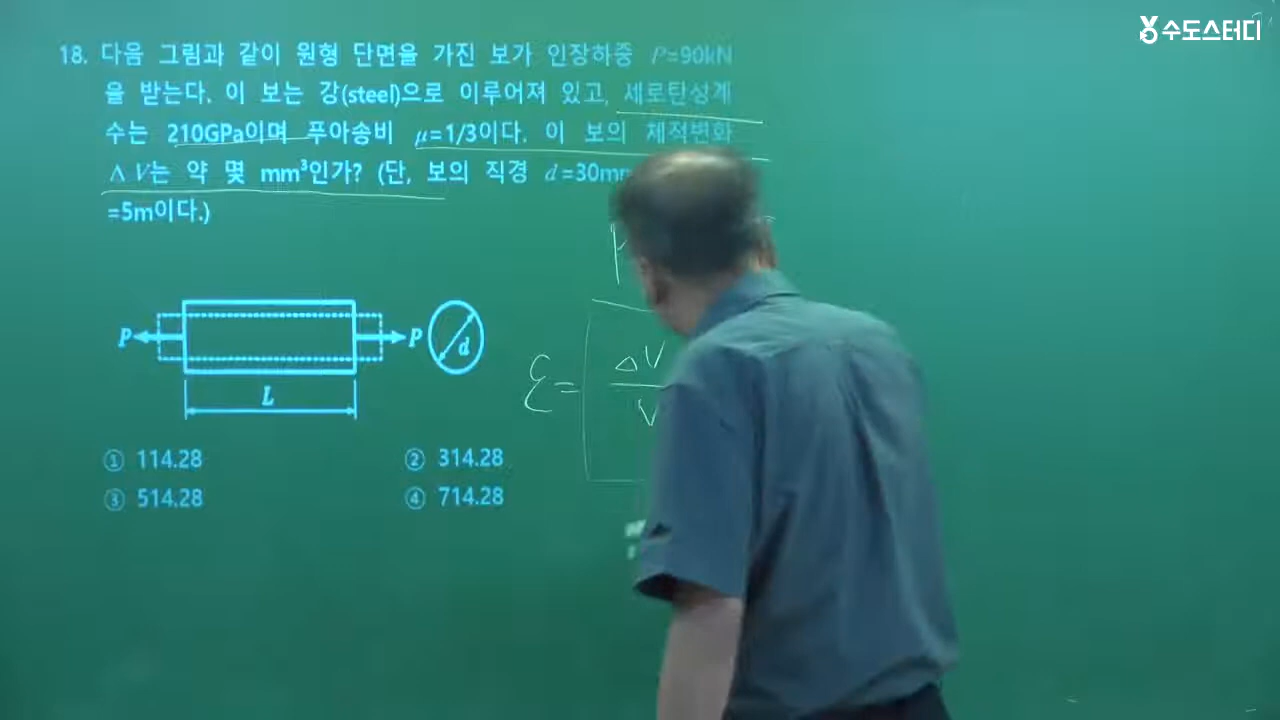 수도스터디
18. 다음 그림과 같이 원형 단면을 가진 보가 인장하중 P=90kN
을 받는다. 이 보는 강(steel)으로 이루어져 있고, 세로탄성계
수는 210GPa이며 푸아송비 μ=1/3이다. 이 보의 체적변화
ΔV는 약 몇 mm³인가? (단, 보의 직경 d=30m
=5m이다.)
P P d
L
ε= ΔV
V
① 114.28 ② 314.28
③ 514.28 ④ 714.28